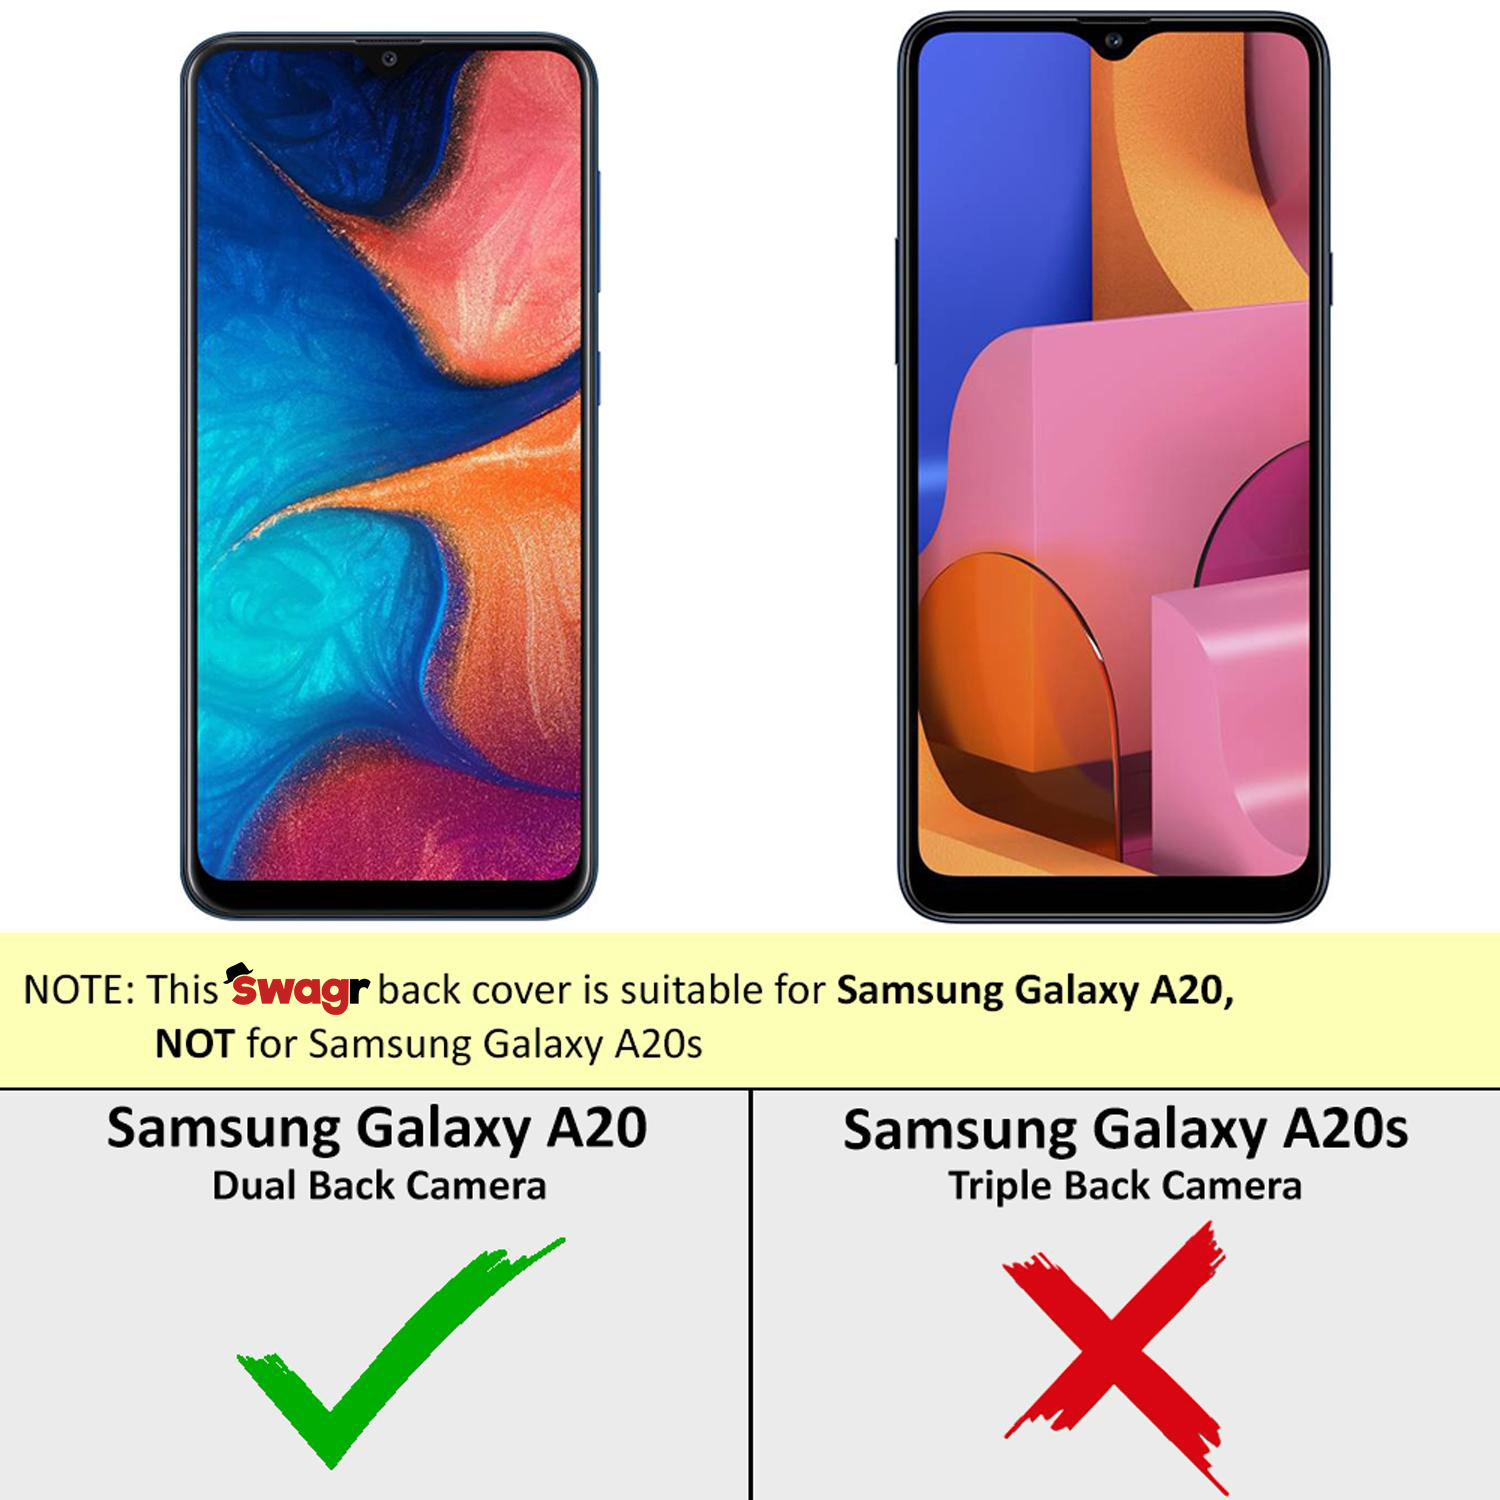 NOTE: This swagr back cover is suitable for Samsung Galaxy A20,
NOT for Samsung Galaxy A20s
Samsung Galaxy A20
Dual Back Camera
Samsung Galaxy A20s
Triple Back Camera